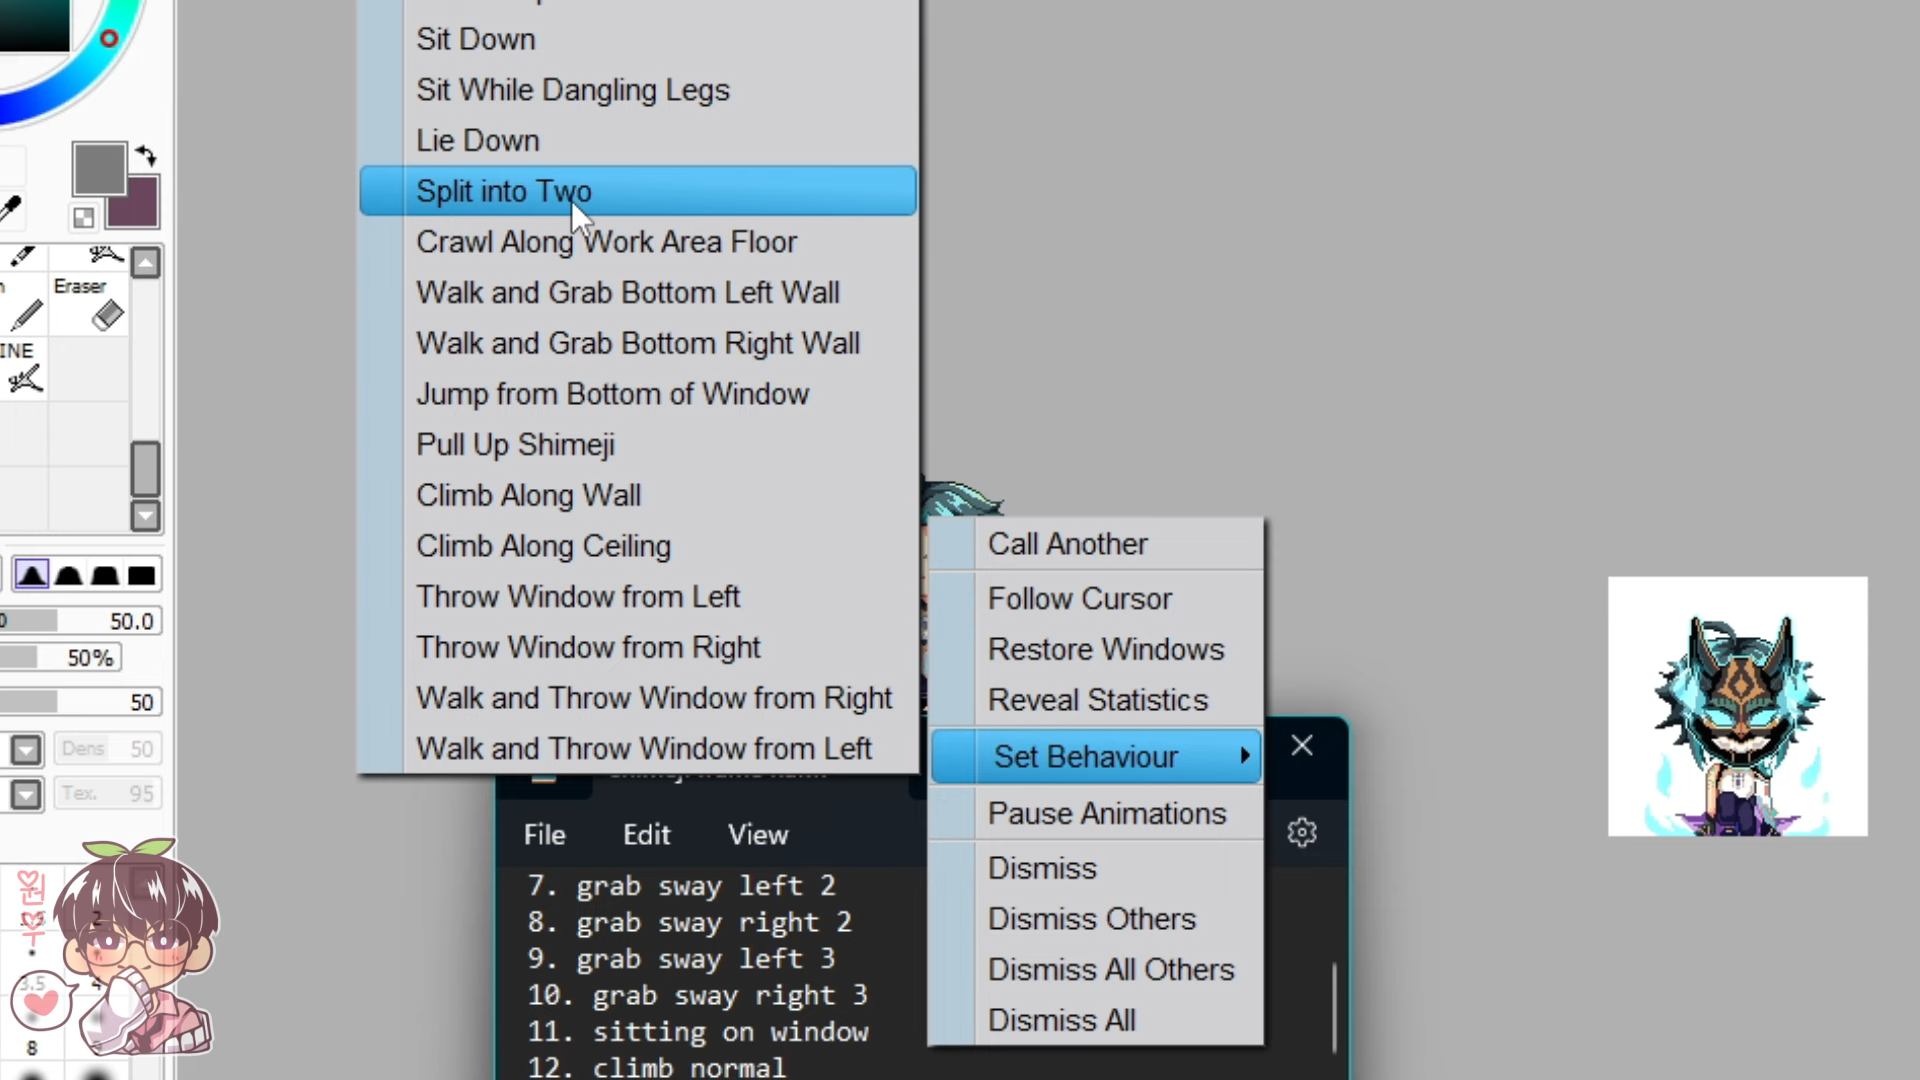 Sit Down
Sit While Dangling Legs
Lie Down
Split into Two
Crawl Along Work Area Floor
Walk and Grab Bottom Left Wall
Walk and Grab Bottom Right Wall
Jump from Bottom of Window
Pull Up Shimeji
Climb Along Wall
Climb Along Ceiling
Throw Window from Left
Throw Window from Right
Walk and Throw Window from Right
Walk and Throw Window from Left
Call Another
Follow Cursor
Restore Windows
Reveal Statistics
Set Behaviour
Pause Animations
Dismiss
Dismiss Others
Dismiss All Others
Dismiss All
File Edit View
7. grab sway left 2
8. grab sway right 2
9. grab sway left 3
10. grab sway right 3
11. sitting on window
12. climb normal
Eraser
INE
50.0
50%
50
Dens 50
Tex. 95
2
3.5 4
8